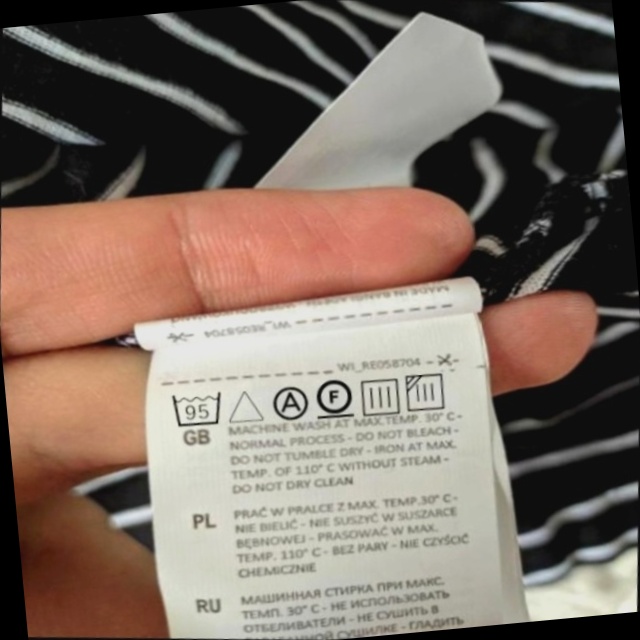 WI_RE058704
WI_RE058704
95
A
F
GB
MACHINE WASH AT MAX.TEMP. 30° C -
NORMAL PROCESS - DO NOT BLEACH -
DO NOT TUMBLE DRY - IRON AT MAX.
TEMP. OF 110° C WITHOUT STEAM -
DO NOT DRY CLEAN
PL
PRAĆ W PRALCE Z MAX. TEMP.30° C -
NIE BIELIĆ - NIE SUSZYĆ W SUSZARCE
BĘBNOWEJ - PRASOWAĆ W MAX.
TEMP. 110° C - BEZ PARY - NIE CZYŚCIĆ
CHEMICZNIE
RU
МАШИННАЯ СТИРКА ПРИ МАКС.
ТЕМП. 30° C - НЕ ИСПОЛЬЗОВАТЬ
ОТБЕЛИВАТЕЛИ - НЕ СУШИТЬ В
СУШИЛКЕ - ГЛАДИТЬ